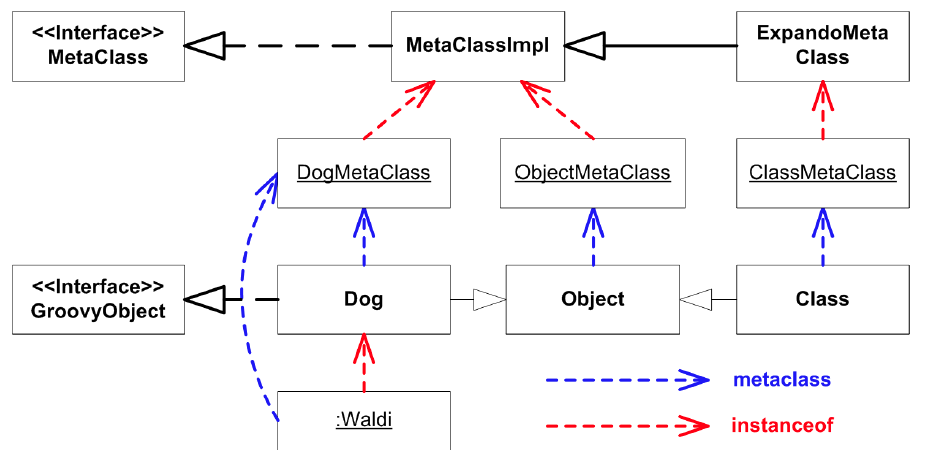 <<Interface>>
MetaClass
MetaClassImpl
ExpandoMeta
Class
DogMetaClass
ObjectMetaClass
ClassMetaClass
<<Interface>>
GroovyObject
Dog
Object
Class
:Waldi
metaclass
instanceof